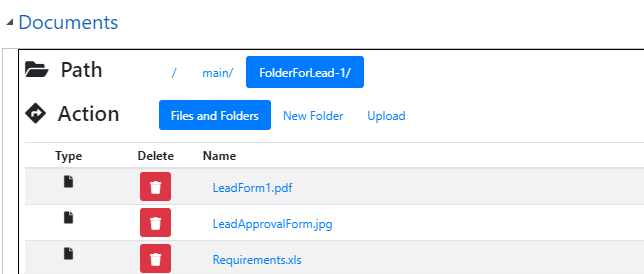 Documents
Path / main/ FolderForLead-1/
Action Files and Folders New Folder Upload
Type Delete Name
LeadForm1.pdf
LeadApprovalForm.jpg
Requirements.xls